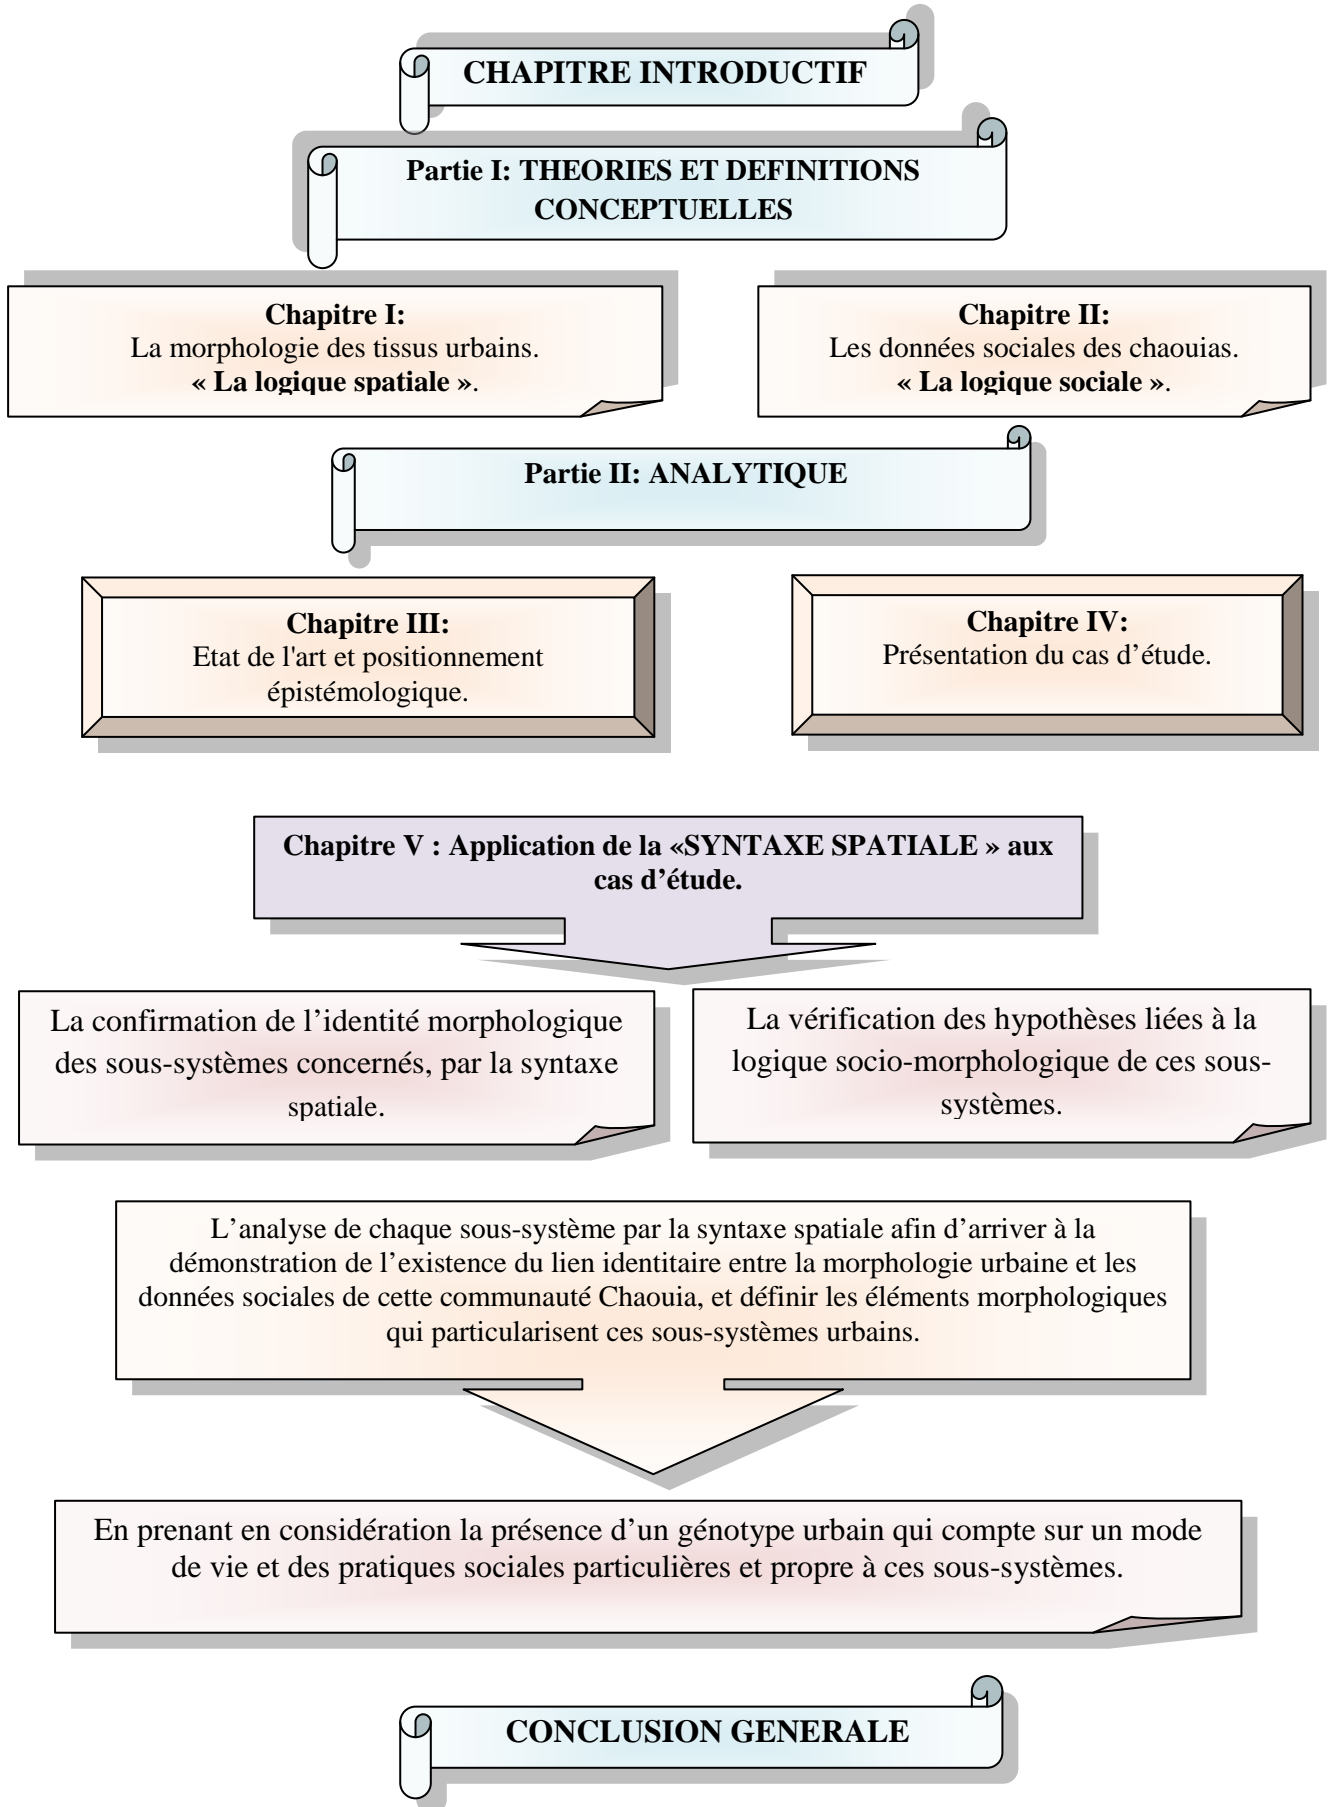 CHAPITRE INTRODUCTIF
Partie I: THEORIES ET DEFINITIONS
CONCEPTUELLES
Chapitre I:
La morphologie des tissus urbains.
« La logique spatiale ».
Chapitre II:
Les données sociales des chaouias.
« La logique sociale ».
Partie II: ANALYTIQUE
Chapitre III:
Etat de l'art et positionnement
épistémologique.
Chapitre IV:
Présentation du cas d’étude.
Chapitre V : Application de la «SYNTAXE SPATIALE » aux
cas d’étude.
La confirmation de l’identité morphologique
des sous-systèmes concernés, par la syntaxe
spatiale.
La vérification des hypothèses liées à la
logique socio-morphologique de ces sous-
systèmes.
L’analyse de chaque sous-système par la syntaxe spatiale afin d’arriver à la
démonstration de l’existence du lien identitaire entre la morphologie urbaine et les
données sociales de cette communauté Chaouia, et définir les éléments morphologiques
qui particularisent ces sous-systèmes urbains.
En prenant en considération la présence d’un génotype urbain qui compte sur un mode
de vie et des pratiques sociales particulières et propre à ces sous-systèmes.
CONCLUSION GENERALE